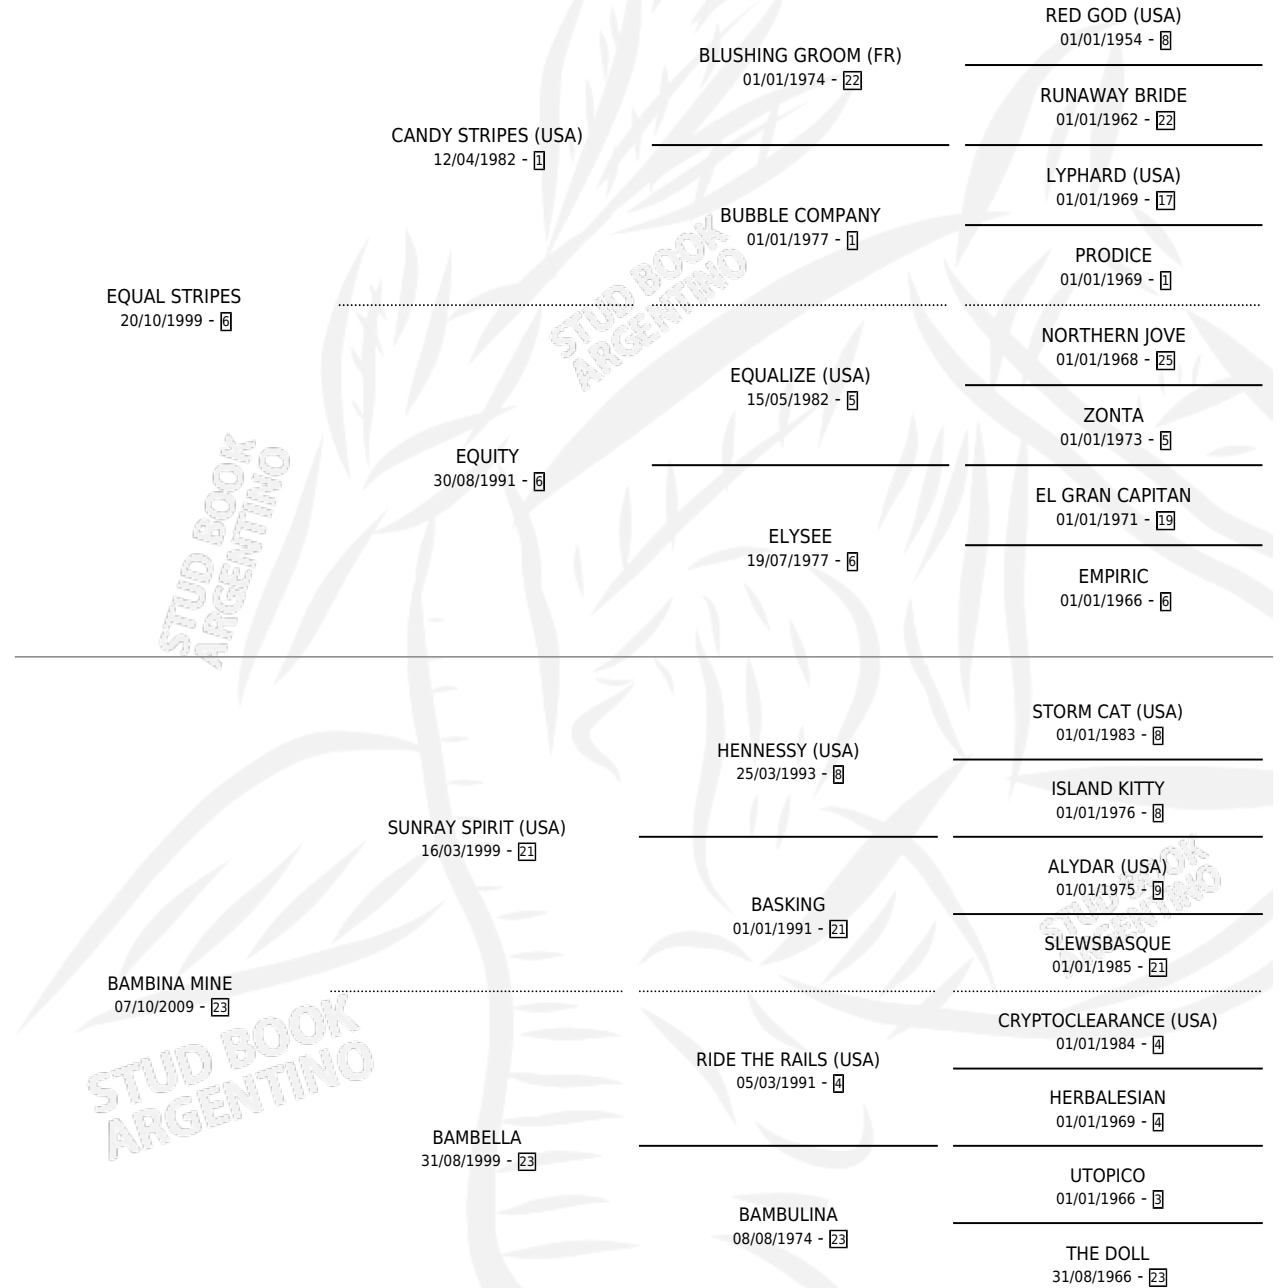 RED GOD (USA)
01/01/1954 - 8
BLUSHING GROOM (FR)
01/01/1974 - 22
RUNAWAY BRIDE
01/01/1962 - 22
CANDY STRIPES (USA)
12/04/1982 - 1
LYPHARD (USA)
01/01/1969 - 17
BUBBLE COMPANY
01/01/1977 - 1
PRODICE
01/01/1969 - 1
EQUAL STRIPES
20/10/1999 - 6
STUD BOOK
ARGENTINO
NORTHERN JOVE
01/01/1968 - 25
EQUALIZE (USA)
15/05/1982 - 5
ZONTA
01/01/1973 - 5
EQUITY
30/08/1991 - 6
EL GRAN CAPITAN
01/01/1971 - 19
ELYSEE
19/07/1977 - 6
EMPIRIC
01/01/1966 - 6
STUD BOOK
ARGENTINO
STORM CAT (USA)
01/01/1983 - 8
HENNESSY (USA)
25/03/1993 - 8
ISLAND KITTY
01/01/1976 - 8
SUNRAY SPIRIT (USA)
16/03/1999 - 21
ALYDAR (USA)
01/01/1975 - 9
BASKING
01/01/1991 - 21
SLEWSBASQUE
01/01/1985 - 21
STUD BOOK
ARGENTINO
BAMBINA MINE
07/10/2009 - 23
STUD BOOK
ARGENTINO
CRYPTOCLEARANCE (USA)
01/01/1984 - 4
RIDE THE RAILS (USA)
05/03/1991 - 4
HERBALESIAN
01/01/1969 - 4
BAMBELLA
31/08/1999 - 23
UTOPICO
01/01/1966 - 3
BAMBULINA
08/08/1974 - 23
THE DOLL
31/08/1966 - 23